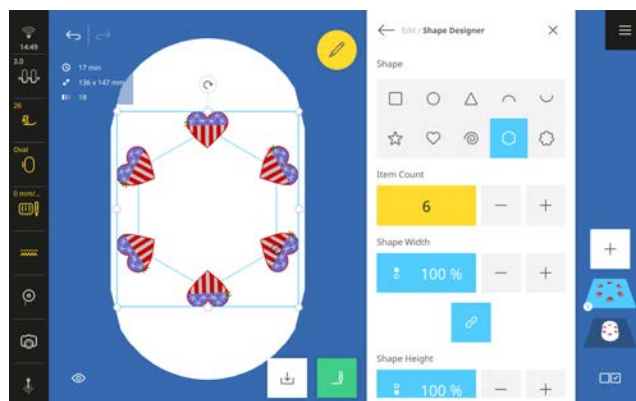 14:49
3.0
26
Oval
0 mm/...
17 min
136 x 147 mm
18
Edit / Shape Designer
Shape
Item Count
6
Shape Width
100 %
Shape Height
100 %